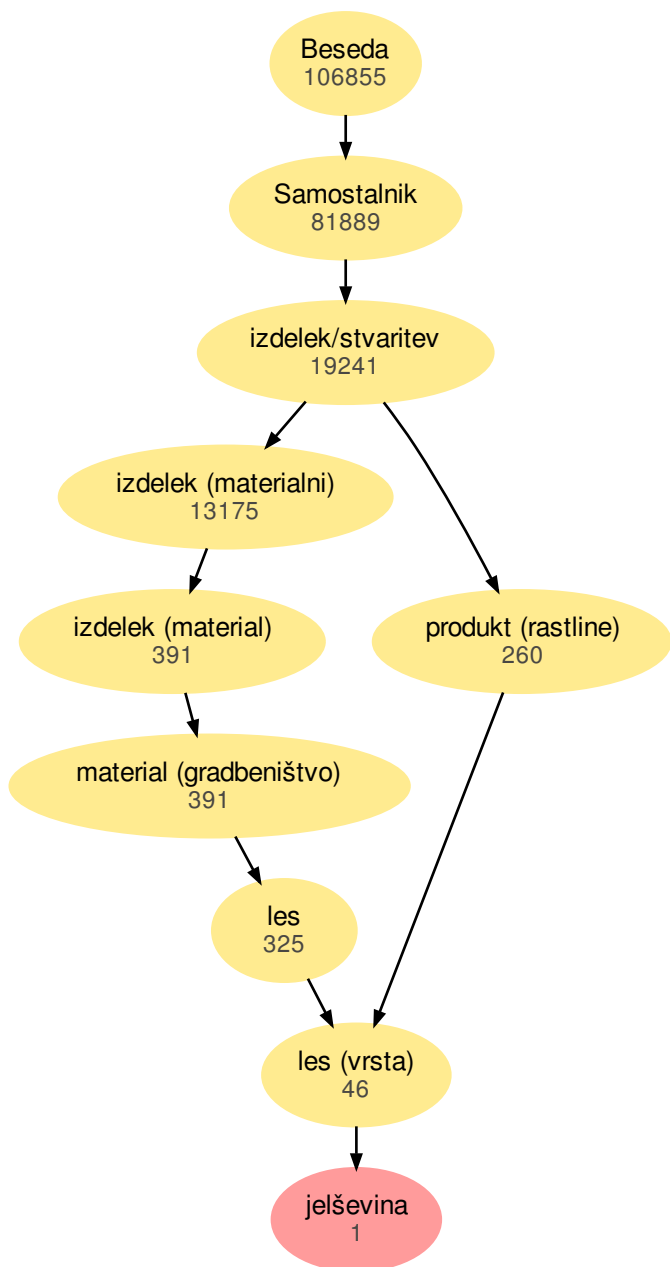 Beseda
106855
Samostalnik
81889
izdelek/stvaritev
19241
izdelek (materialni)
13175
izdelek (material)
391
produkt (rastline)
260
material (gradbeništvo)
391
les
325
les (vrsta)
46
jelševina
1